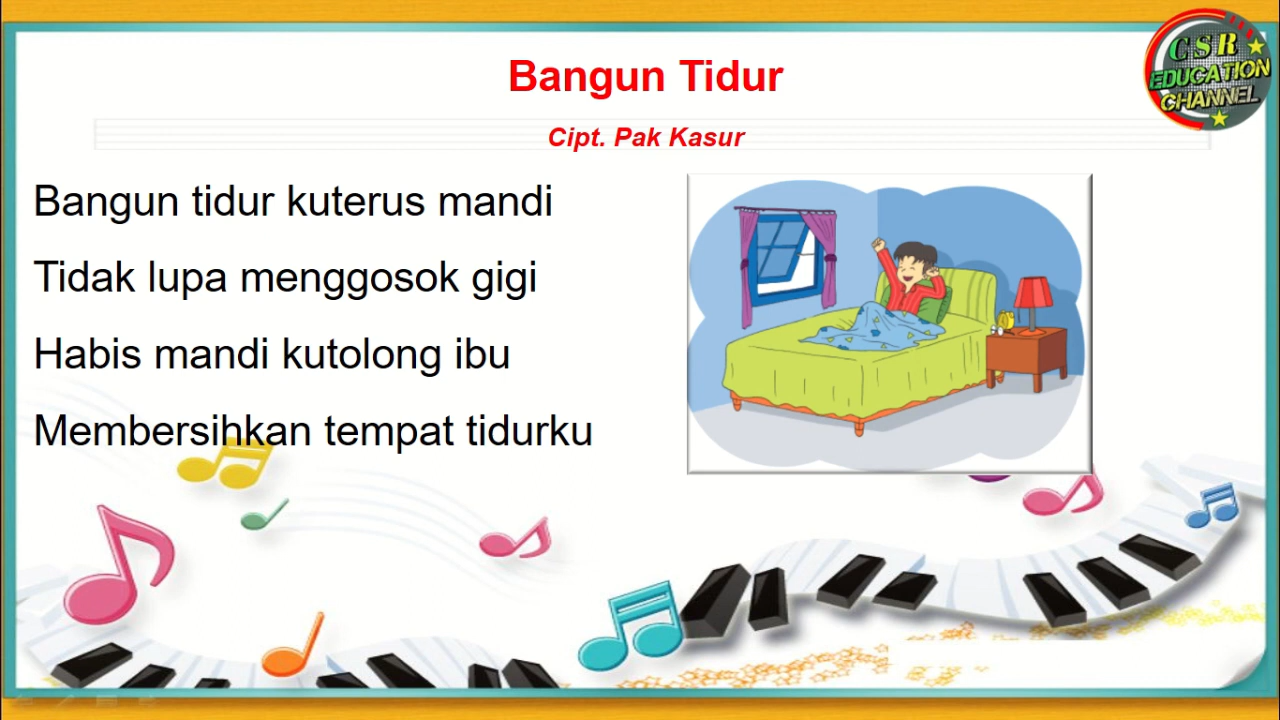 Bangun Tidur
Cipt. Pak Kasur
Bangun tidur kuterus mandi
Tidak lupa menggosok gigi
Habis mandi kutolong ibu
Membersihkan tempat tidurku
CSR
EDUCATION
CHANNEL